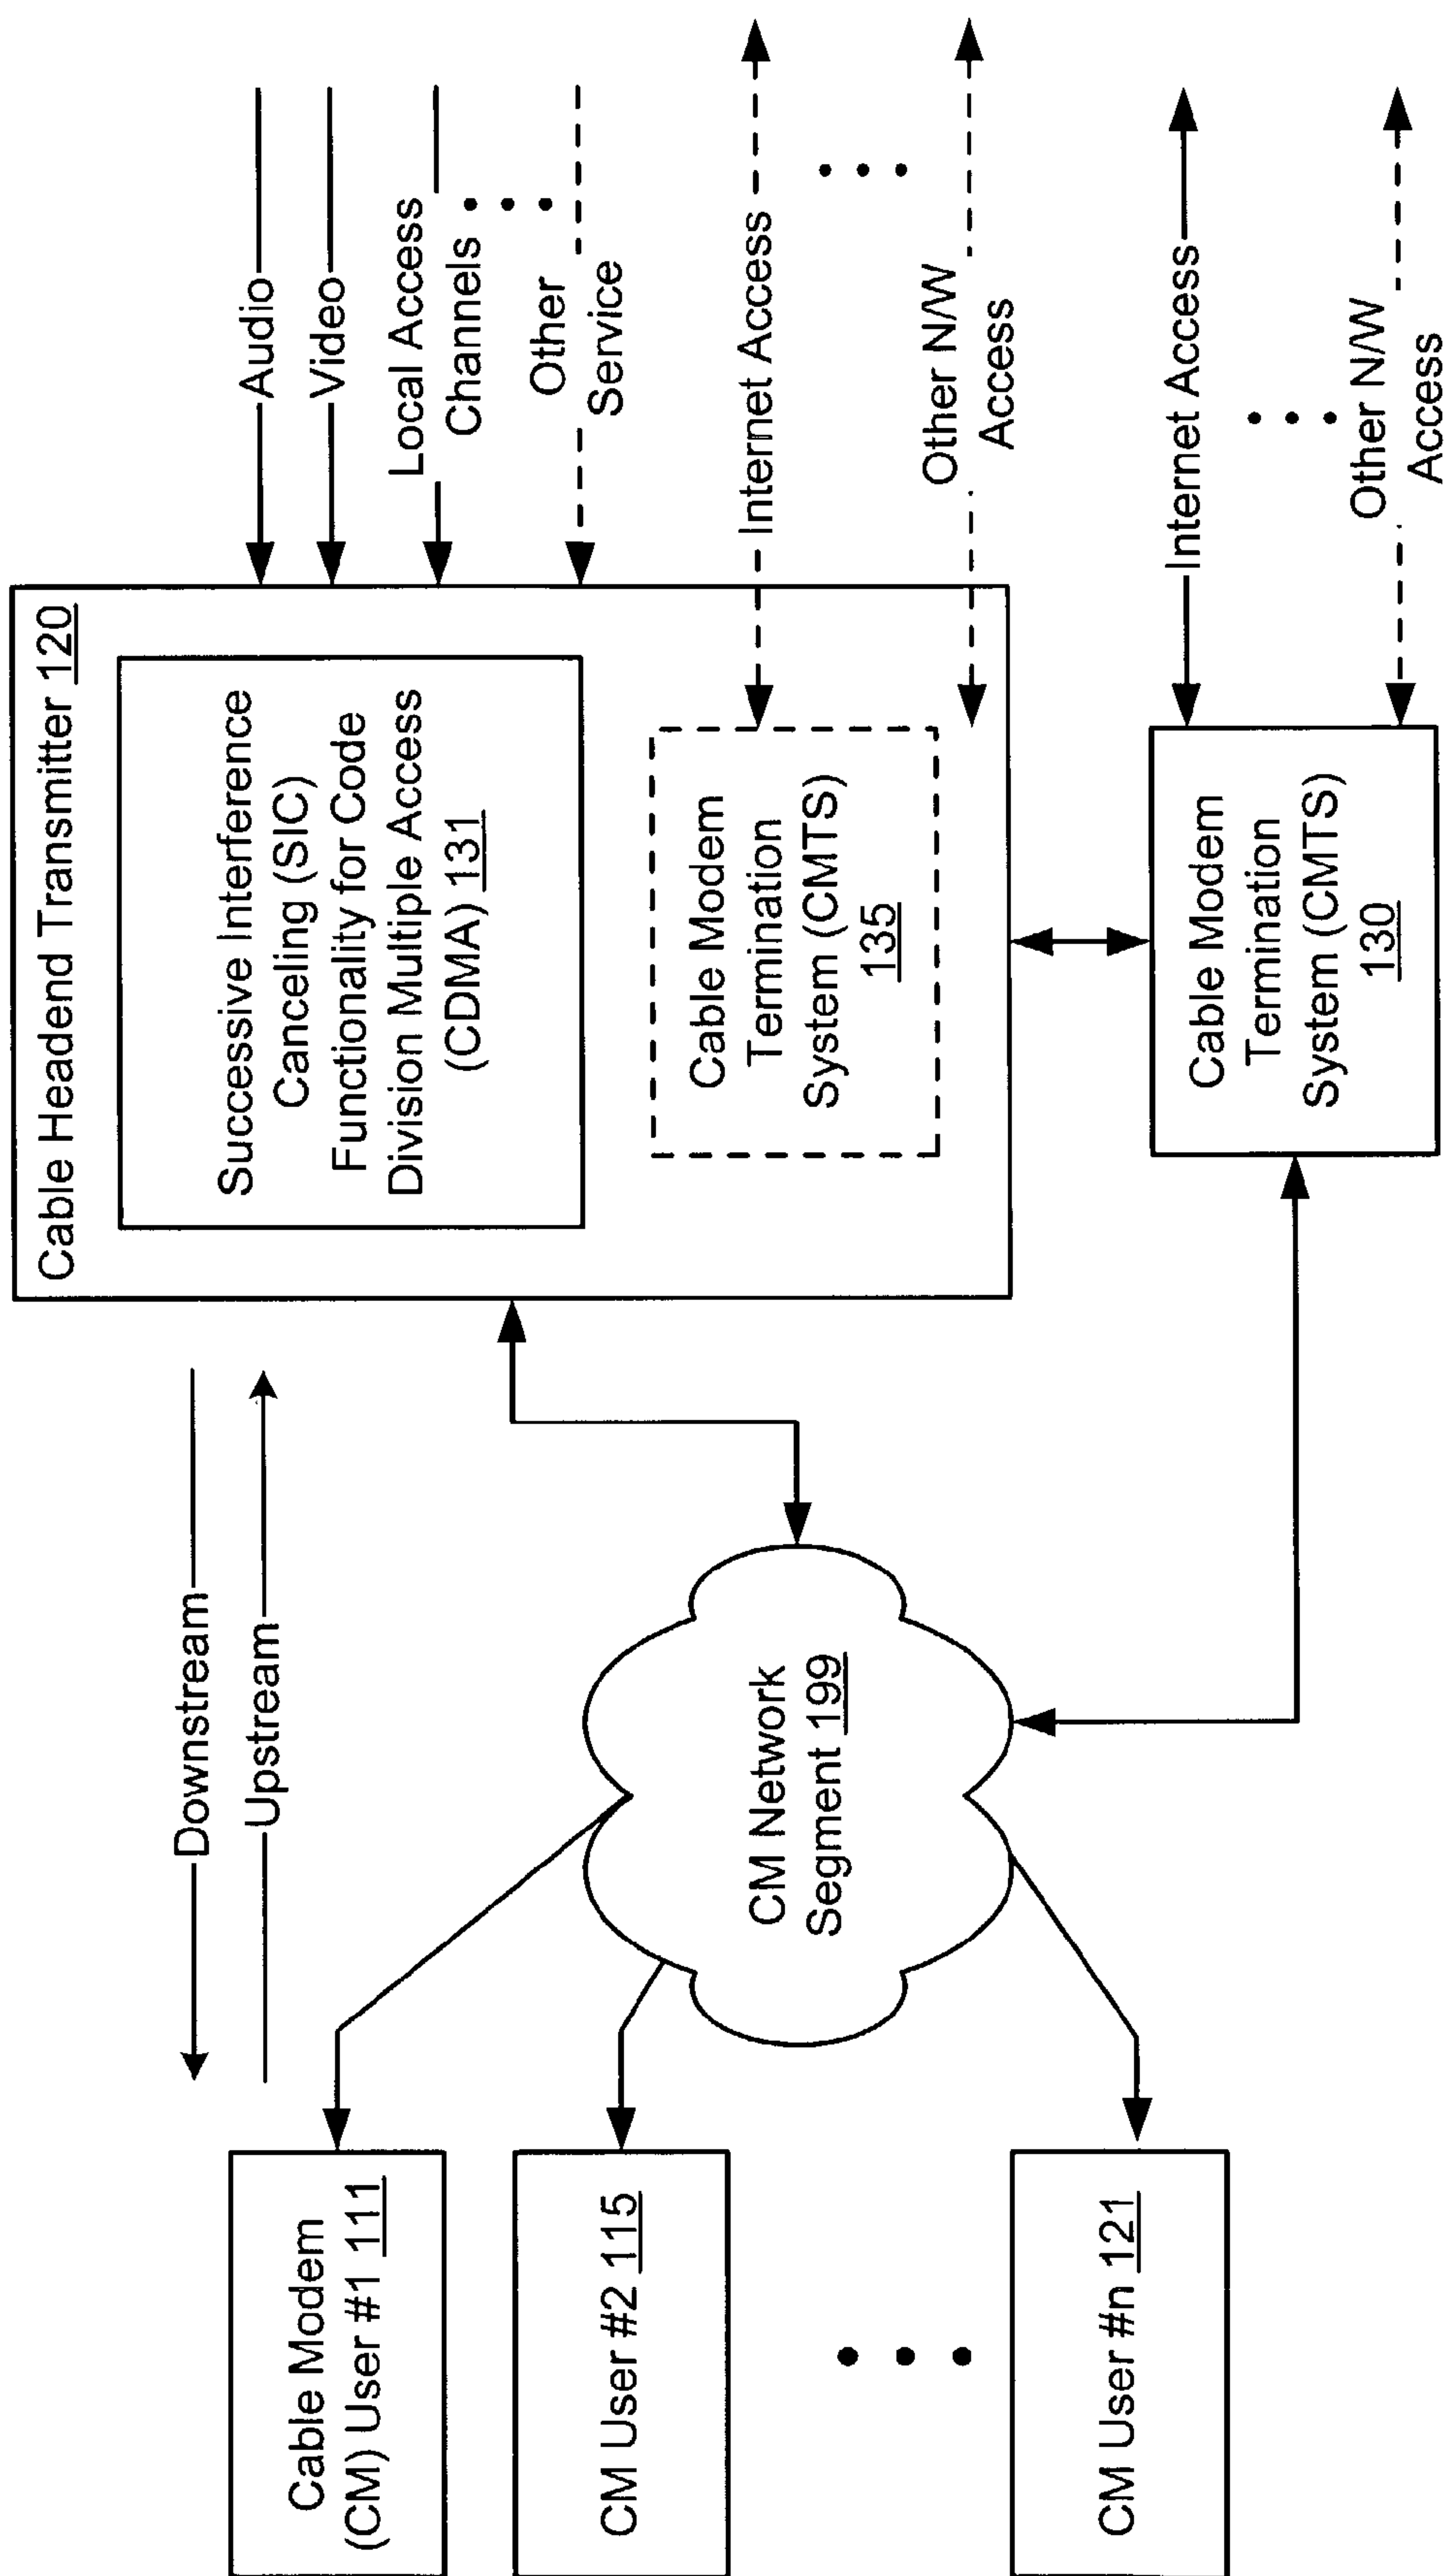 Downstream
Upstream
Cable Modem
(CM) User #1 111
CM User #2 115
CM User #n 121
CM Network
Segment 199
Cable Headend Transmitter 120
Successive Interference
Canceling (SIC)
Functionality for Code
Division Multiple Access
(CDMA) 131
Cable Modem
Termination
System (CMTS)
135
Cable Modem
Termination
System (CMTS)
130
Audio
Video
Local Access
Channels
Other
Service
Internet Access
Other N/W
Access
Internet Access
Other N/W
Access